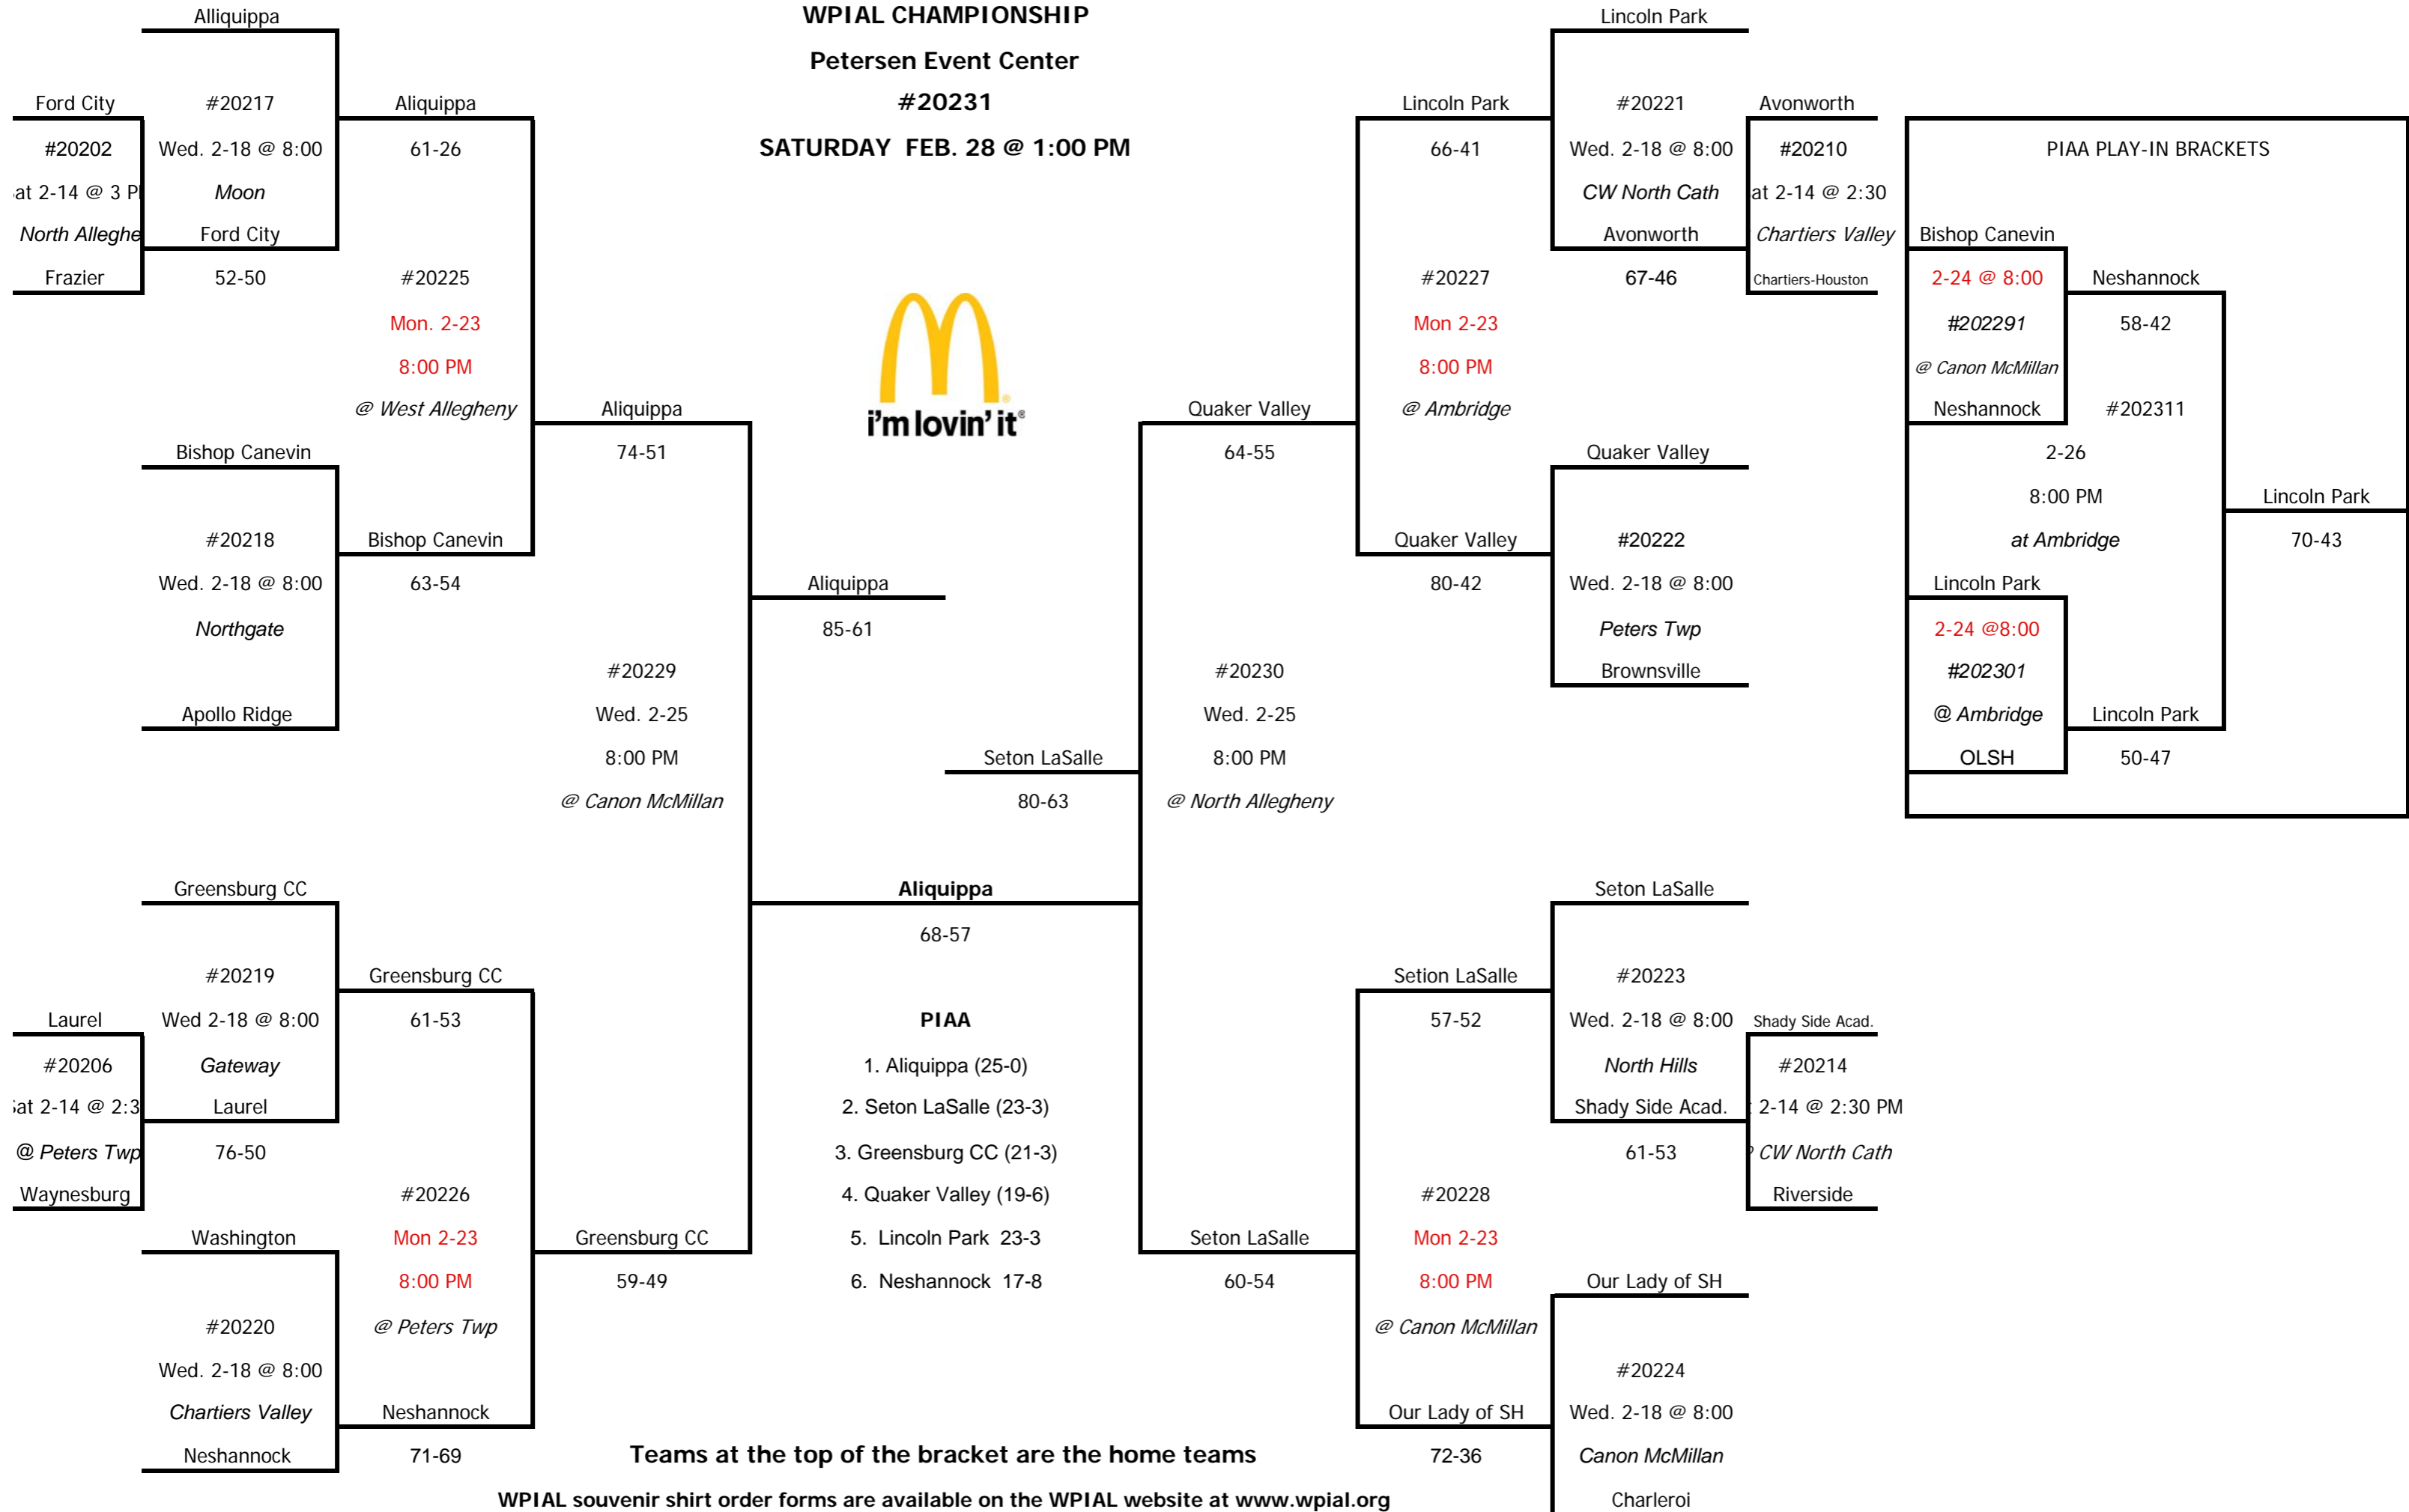 WPIAL CHAMPIONSHIP
Petersen Event Center
#20231
SATURDAY FEB. 28 @ 1:00 PM
Alliquippa
Ford City
#20202
at 2-14 @ 3 P
North Alleghe
Frazier
#20217
Wed. 2-18 @ 8:00
Moon
Ford City
52-50
Aliquippa
61-26
#20225
Mon. 2-23
8:00 PM
@ West Allegheny
Bishop Canevin
#20218
Wed. 2-18 @ 8:00
Northgate
Apollo Ridge
Bishop Canevin
63-54
Aliquippa
74-51
#20229
Wed. 2-25
8:00 PM
@ Canon McMillan
Aliquippa
85-61
Greensburg CC
Laurel
#20206
at 2-14 @ 2:3
@ Peters Twp
Waynesburg
#20219
Wed 2-18 @ 8:00
Gateway
Laurel
76-50
Greensburg CC
61-53
#20226
Mon 2-23
8:00 PM
@ Peters Twp
Washington
#20220
Wed. 2-18 @ 8:00
Chartiers Valley
Neshannock
Neshannock
71-69
Greensburg CC
59-49
i'm lovin' it®
Seton LaSalle
80-63
Aliquippa
68-57
PIAA
1. Aliquippa (25-0)
2. Seton LaSalle (23-3)
3. Greensburg CC (21-3)
4. Quaker Valley (19-6)
5. Lincoln Park 23-3
6. Neshannock 17-8
Lincoln Park
#20221
Wed. 2-18 @ 8:00
CW North Cath
Avonworth
67-46
Avonworth
#20210
at 2-14 @ 2:30
Chartiers Valley
Chartiers-Houston
Lincoln Park
66-41
#20227
Mon 2-23
8:00 PM
@ Ambridge
Quaker Valley
#20222
Wed. 2-18 @ 8:00
Peters Twp
Brownsville
Quaker Valley
80-42
Quaker Valley
64-55
#20230
Wed. 2-25
8:00 PM
@ North Allegheny
Seton LaSalle
#20223
Wed. 2-18 @ 8:00
North Hills
Shady Side Acad.
61-53
Shady Side Acad.
#20214
2-14 @ 2:30 PM
CW North Cath
Riverside
Setion LaSalle
57-52
#20228
Mon 2-23
8:00 PM
@ Canon McMillan
Our Lady of SH
#20224
Wed. 2-18 @ 8:00
Canon McMillan
Charleroi
Our Lady of SH
72-36
Seton LaSalle
60-54
PIAA PLAY-IN BRACKETS
Bishop Canevin
2-24 @ 8:00
#202291
@ Canon McMillan
Neshannock
Neshannock
58-42
#202311
2-26
8:00 PM
at Ambridge
Lincoln Park
2-24 @8:00
#202301
@ Ambridge
OLSH
Lincoln Park
50-47
Lincoln Park
70-43
Teams at the top of the bracket are the home teams
WPIAL souvenir shirt order forms are available on the WPIAL website at www.wpial.org